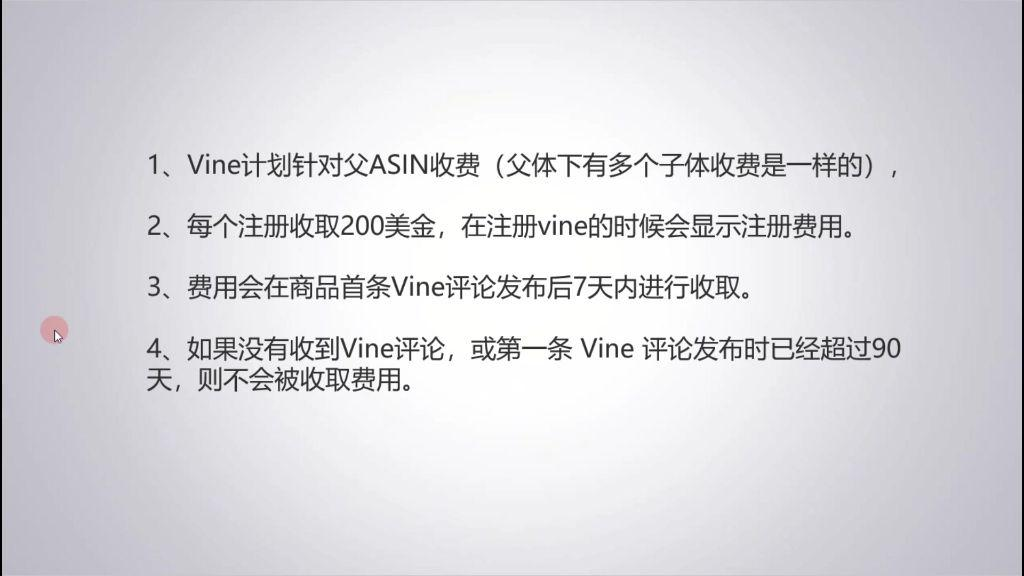 1、Vine计划针对父ASIN收费（父体下有多个子体收费是一样的）,
2、每个注册收取200美金，在注册vine的时候会显示注册费用。
3、费用会在商品首条Vine评论发布后7天内进行收取。
4、如果没有收到Vine评论，或第一条 Vine 评论发布时已经超过90
天，则不会被收取费用。